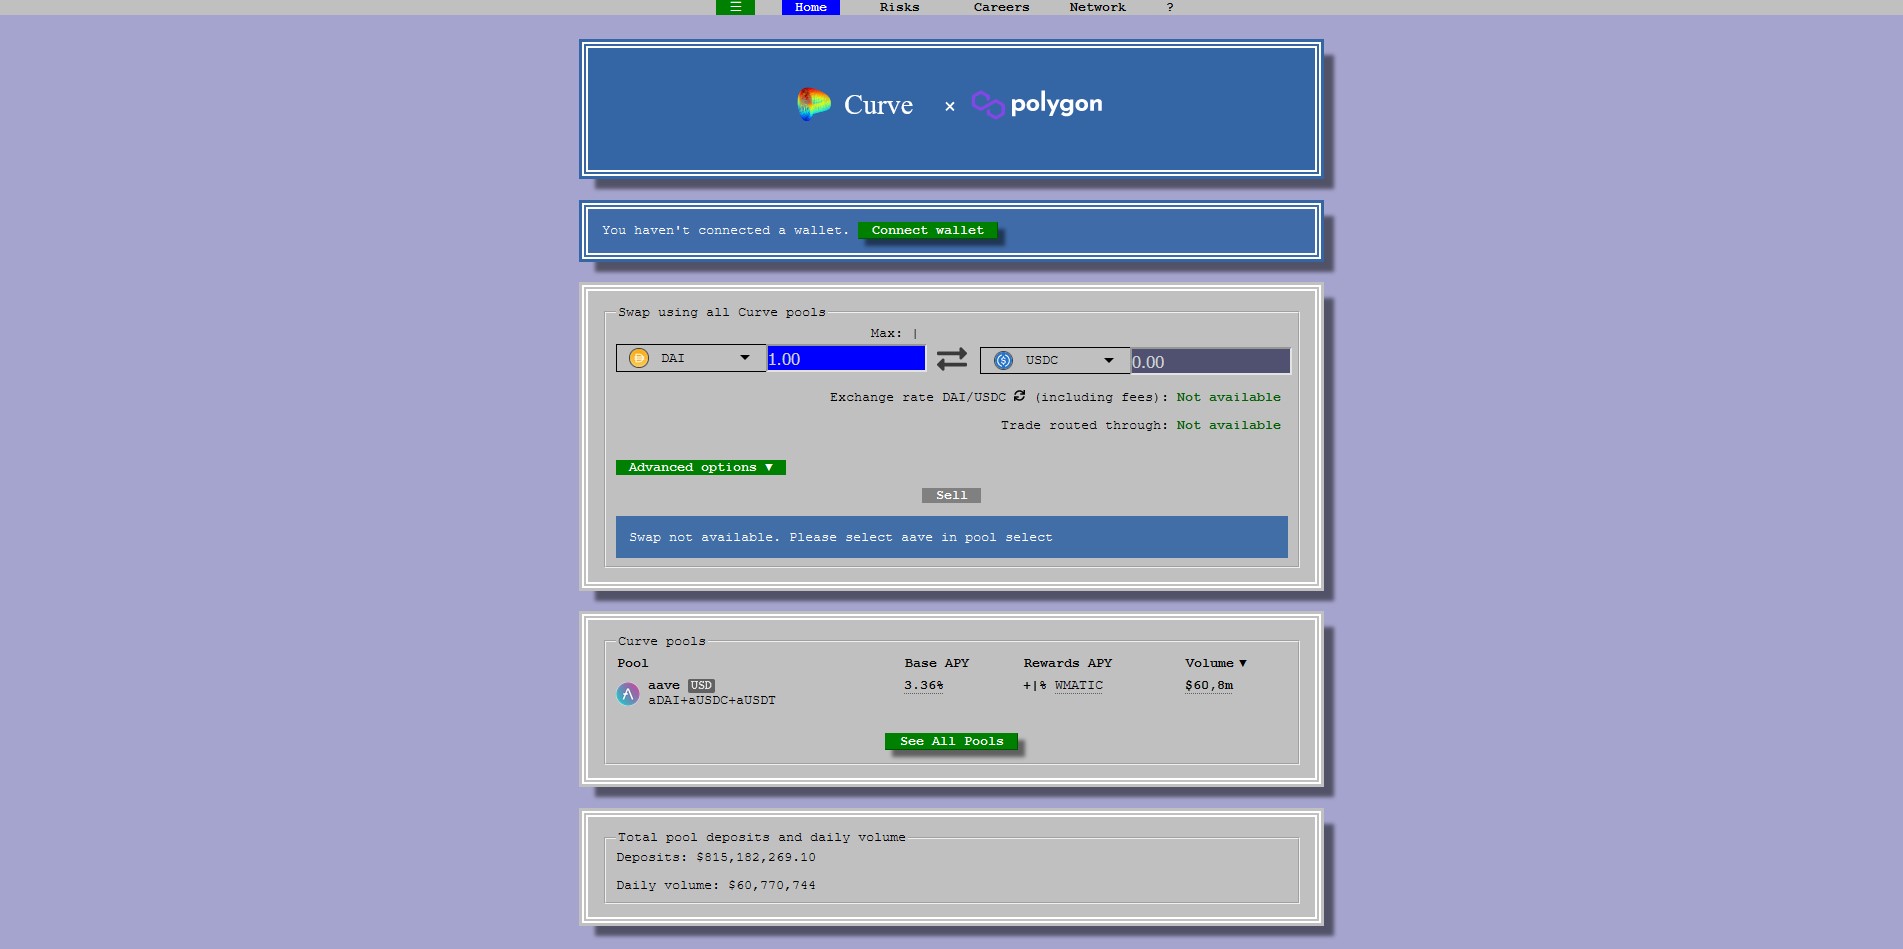 ☰ Home Risks Careers Network ?
Curve × polygon
You haven't connected a wallet. Connect wallet
Swap using all Curve pools
Max: |
DAI 1.00 USDC 0.00
Exchange rate DAI/USDC (including fees): Not available
Trade routed through: Not available
Advanced options ▼
Sell
Swap not available. Please select aave in pool select
Curve pools
Pool Base APY Rewards APY Volume ▼
aave USD 3.36% +|% WMATIC $60,8m
aDAI+aUSDC+aUSDT
See All Pools
Total pool deposits and daily volume
Deposits: $815,182,269.10
Daily volume: $60,770,744